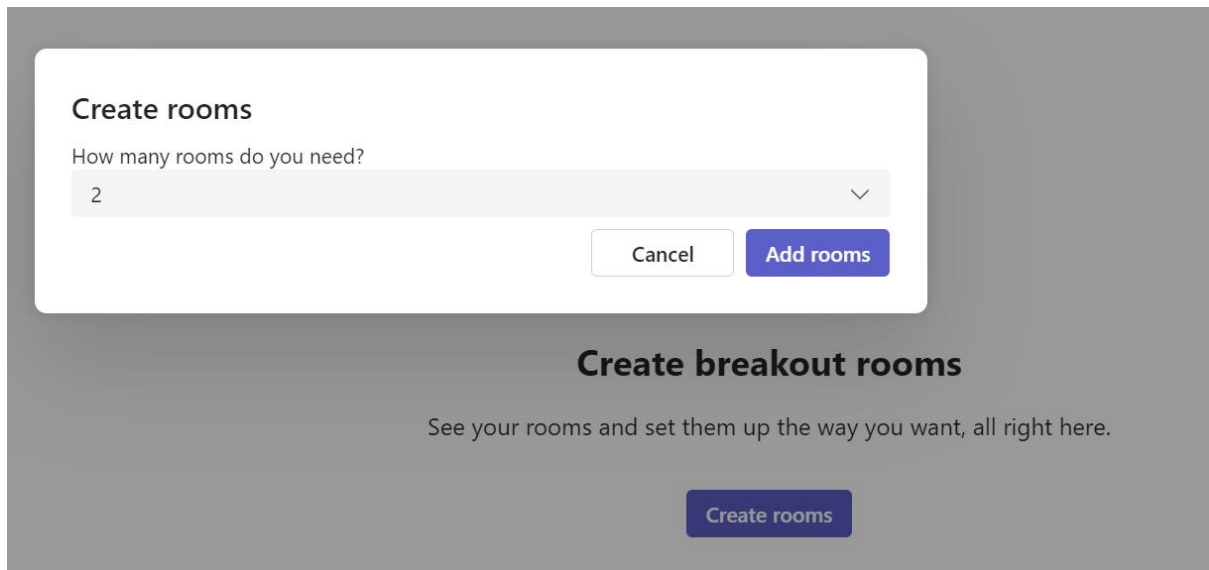 Create rooms
How many rooms do you need?
2
Cancel
Add rooms
Create breakout rooms
See your rooms and set them up the way you want, all right here.
Create rooms